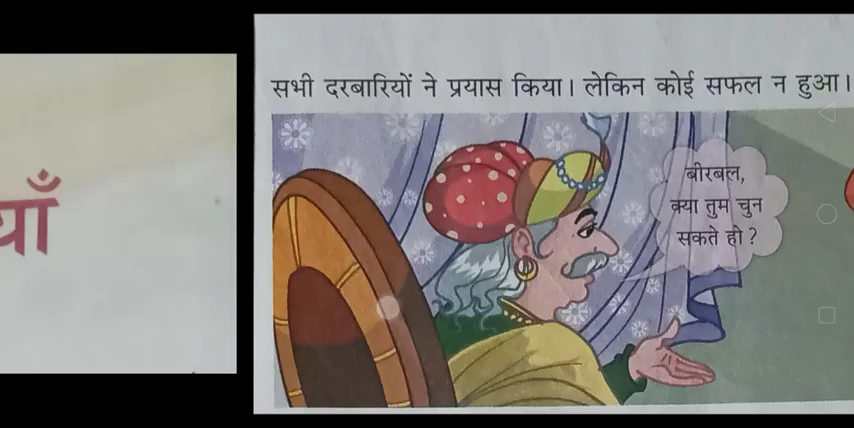 याँ
सभी दरबारियों ने प्रयास किया। लेकिन कोई सफल न हुआ।
बीरबल,
क्या तुम चुन
सकते हो?